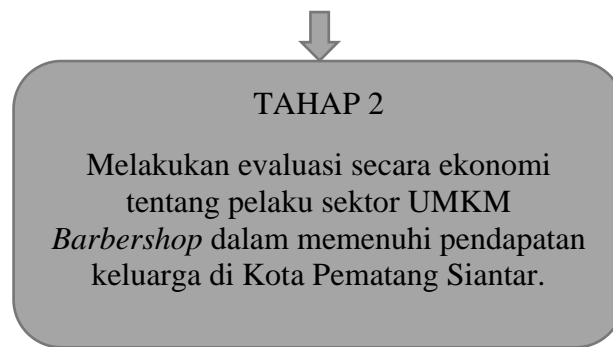 TAHAP 2
Melakukan evaluasi secara ekonomi
tentang pelaku sektor UMKM
Barbershop dalam memenuhi pendapatan
keluarga di Kota Pematang Siantar.